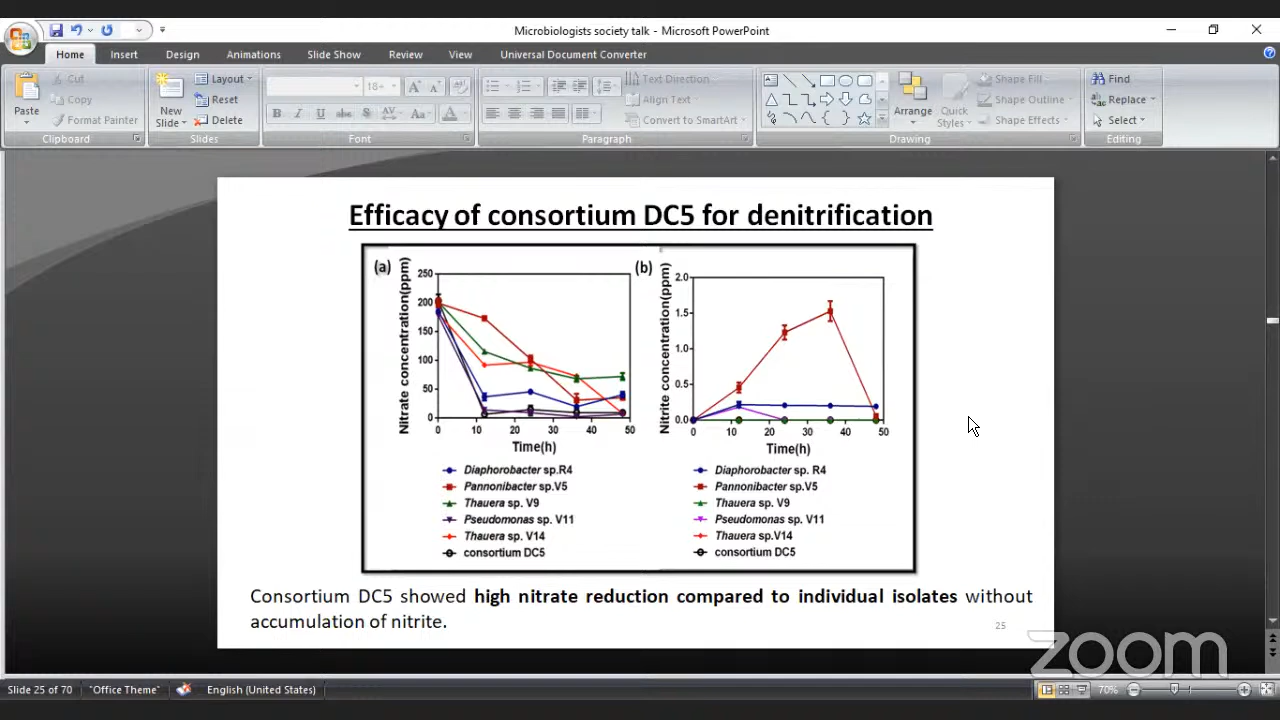 Microbiologists society talk - Microsoft PowerPoint
Home Insert Design Animations Slide Show Review View Universal Document Converter
Paste
Cut
Copy
Format Painter
Clipboard
New Slide
Layout
Reset
Delete
Slides
18
B I U S abc AV Aa A
Font
Text Direction
Align Text
Convert to SmartArt
Paragraph
Arrange
Quick Styles
Shape Fill
Shape Outline
Shape Effects
Drawing
Find
Replace
Select
Editing
Efficacy of consortium DC5 for denitrification
(a)
Nitrate concentration(ppm)
250
200
150
100
50
0
0 10 20 30 40 50
Time(h)
Diaphorobacter sp.R4
Pannonibacter sp.V5
Thauera sp. V9
Pseudomonas sp. V11
Thauera sp. V14
consortium DC5
(b)
Nitrite concentration(ppm)
2.0
1.5
1.0
0.5
0.0
0 10 20 30 40 50
Time(h)
Diaphorobacter sp. R4
Pannonibacter sp.V5
Thauera sp. V9
Pseudomonas sp. V11
Thauera sp.V14
consortium DC5
Consortium DC5 showed high nitrate reduction compared to individual isolates without
accumulation of nitrite.
25
zoom
Slide 25 of 70 "Office Theme" English (United States) 70%